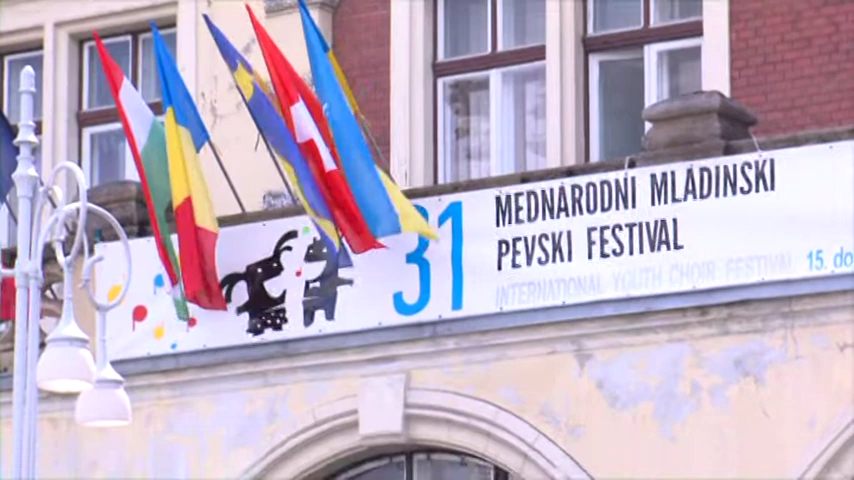 31
MEDNARODNI MLADINSKI
PEVSKI FESTIVAL
INTERNATIONAL YOUTH CHOIR FESTIVAL
15. do